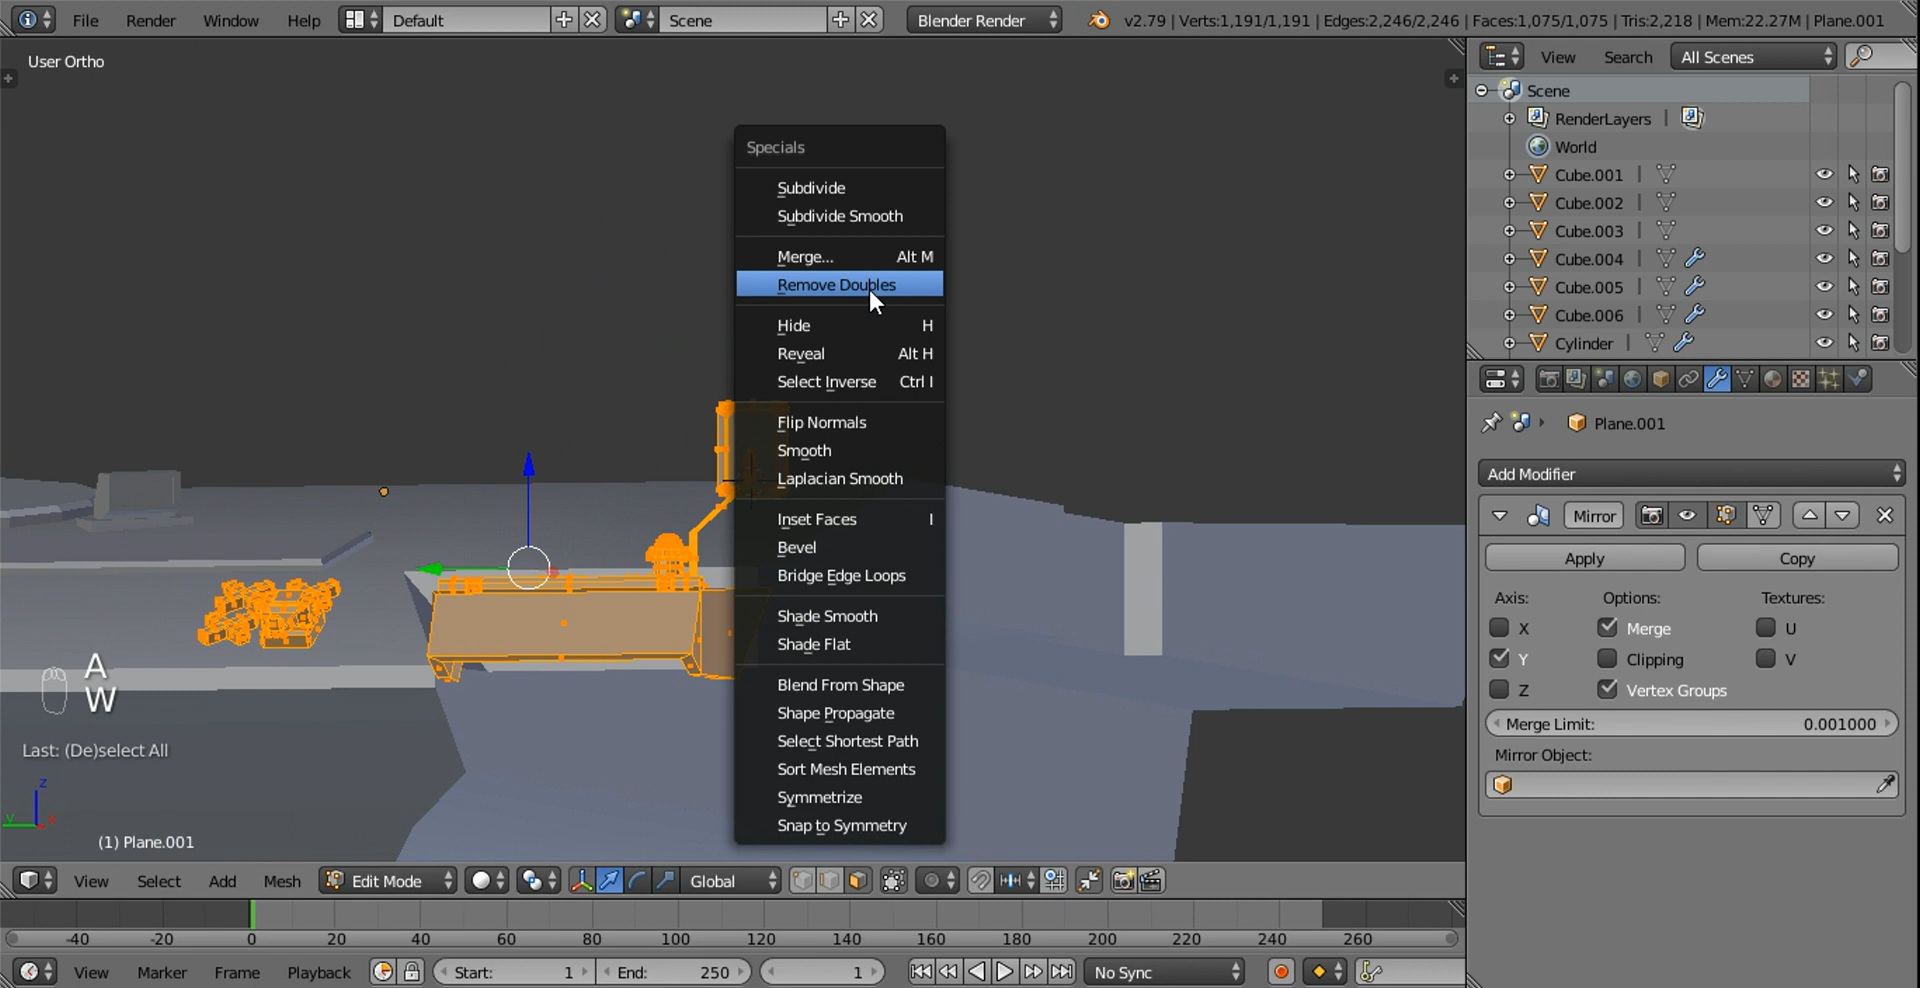 File Render Window Help Default Scene Blender Render v2.79 | Verts:1,191/1,191 | Edges:2,246/2,246 | Faces:1,075/1,075 | Tris:2,218 | Mem:22.27M | Plane.001
User Ortho
View Search All Scenes
Scene
RenderLayers
World
Cube.001
Cube.002
Cube.003
Cube.004
Cube.005
Cube.006
Cylinder
Specials
Subdivide
Subdivide Smooth
Merge... Alt M
Remove Doubles
Hide H
Reveal Alt H
Select Inverse Ctrl I
Flip Normals
Smooth
Laplacian Smooth
Inset Faces I
Bevel
Bridge Edge Loops
Shade Smooth
Shade Flat
Blend From Shape
Shape Propagate
Select Shortest Path
Sort Mesh Elements
Symmetrize
Snap to Symmetry
Plane.001
Add Modifier
Mirror
Apply Copy
Axis: Options: Textures:
X Merge U
Y Clipping V
Z Vertex Groups
Merge Limit: 0.001000
Mirror Object:
A
W
Last: (De)select All
z
y x
(1) Plane.001
View Select Add Mesh Edit Mode Global
-40 -20 0 20 40 60 80 100 120 140 160 180 200 220 240 260
View Marker Frame Playback Start: 1 End: 250 1 No Sync